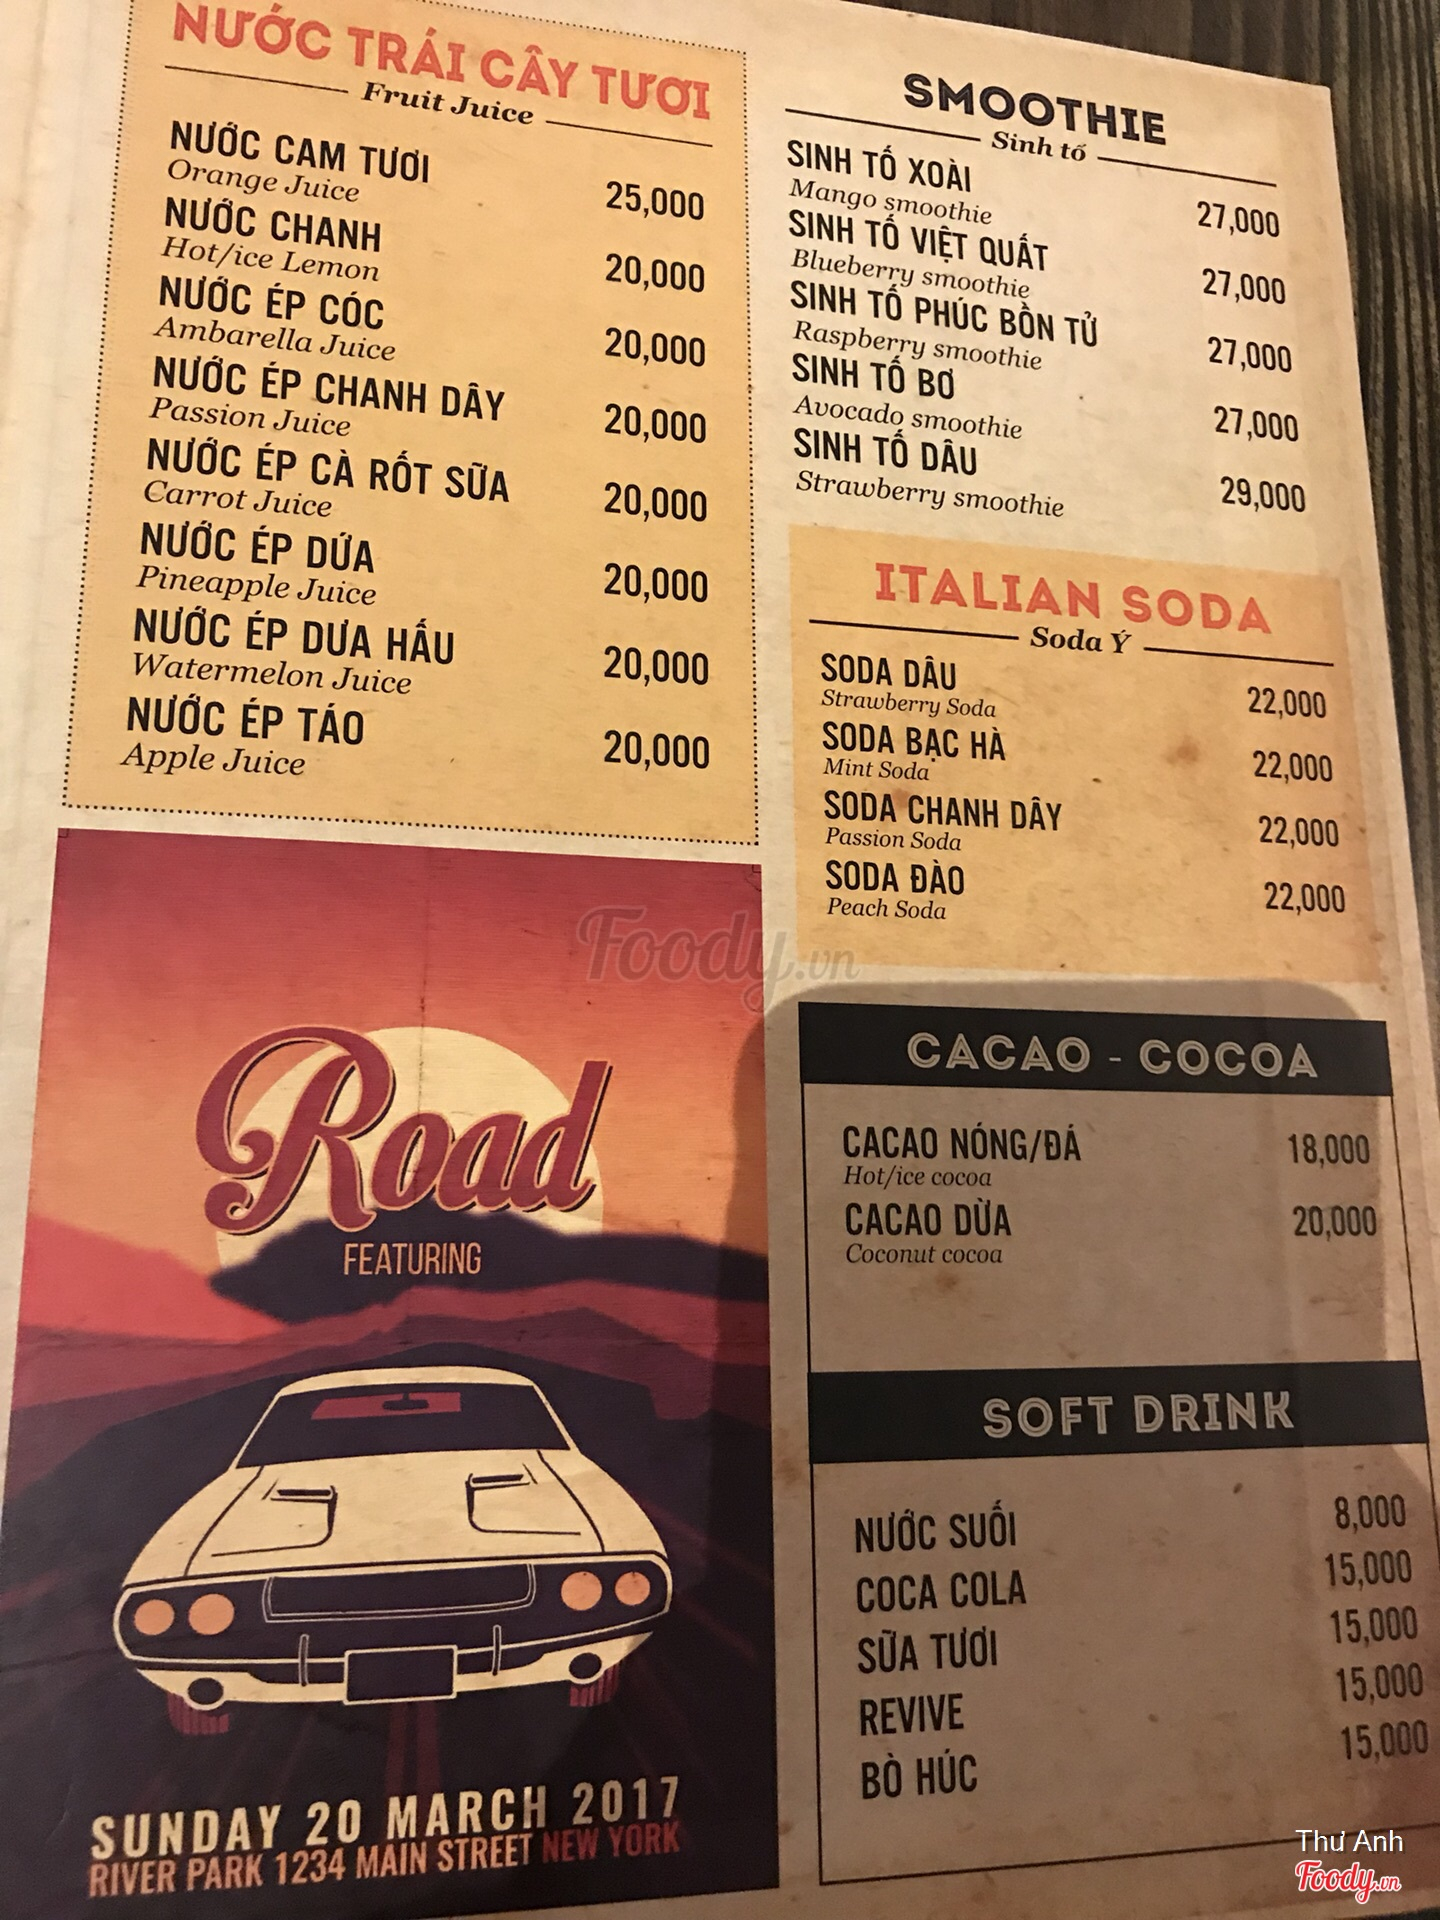 NƯỚC TRÁI CÂY TƯƠI
Fruit Juice
NƯỚC CAM TƯƠI 25,000
Orange Juice
NƯỚC CHANH 20,000
Hot/ice Lemon
NƯỚC ÉP CÓC 20,000
Ambarella Juice
NƯỚC ÉP CHANH DÂY 20,000
Passion Juice
NƯỚC ÉP CÀ RỐT SỮA 20,000
Carrot Juice
NƯỚC ÉP DỨA 20,000
Pineapple Juice
NƯỚC ÉP DƯA HẤU 20,000
Watermelon Juice
NƯỚC ÉP TÁO 20,000
Apple Juice
Road
FEATURING
SUNDAY 20 MARCH 2017
RIVER PARK 1234 MAIN STREET NEW YORK
SMOOTHIE
Sinh tố
SINH TỐ XOÀI 27,000
Mango smoothie
SINH TỐ VIỆT QUẤT 27,000
Blueberry smoothie
SINH TỐ PHÚC BỒN TỬ 27,000
Raspberry smoothie
SINH TỐ BƠ 27,000
Avocado smoothie
SINH TỐ DÂU 29,000
Strawberry smoothie
ITALIAN SODA
Soda Ý
SODA DÂU 22,000
Strawberry Soda
SODA BẠC HÀ 22,000
Mint Soda
SODA CHANH DÂY 22,000
Passion Soda
SODA ĐÀO 22,000
Peach Soda
CACAO - COCOA
CACAO NÓNG/ĐÁ 18,000
Hot/ice cocoa
CACAO DỪA 20,000
Coconut cocoa
SOFT DRINK
NƯỚC SUỐI 8,000
COCA COLA 15,000
SỮA TƯƠI 15,000
REVIVE 15,000
BÒ HÚC 15,000
Foody.vn
Thư Anh
Foody.vn